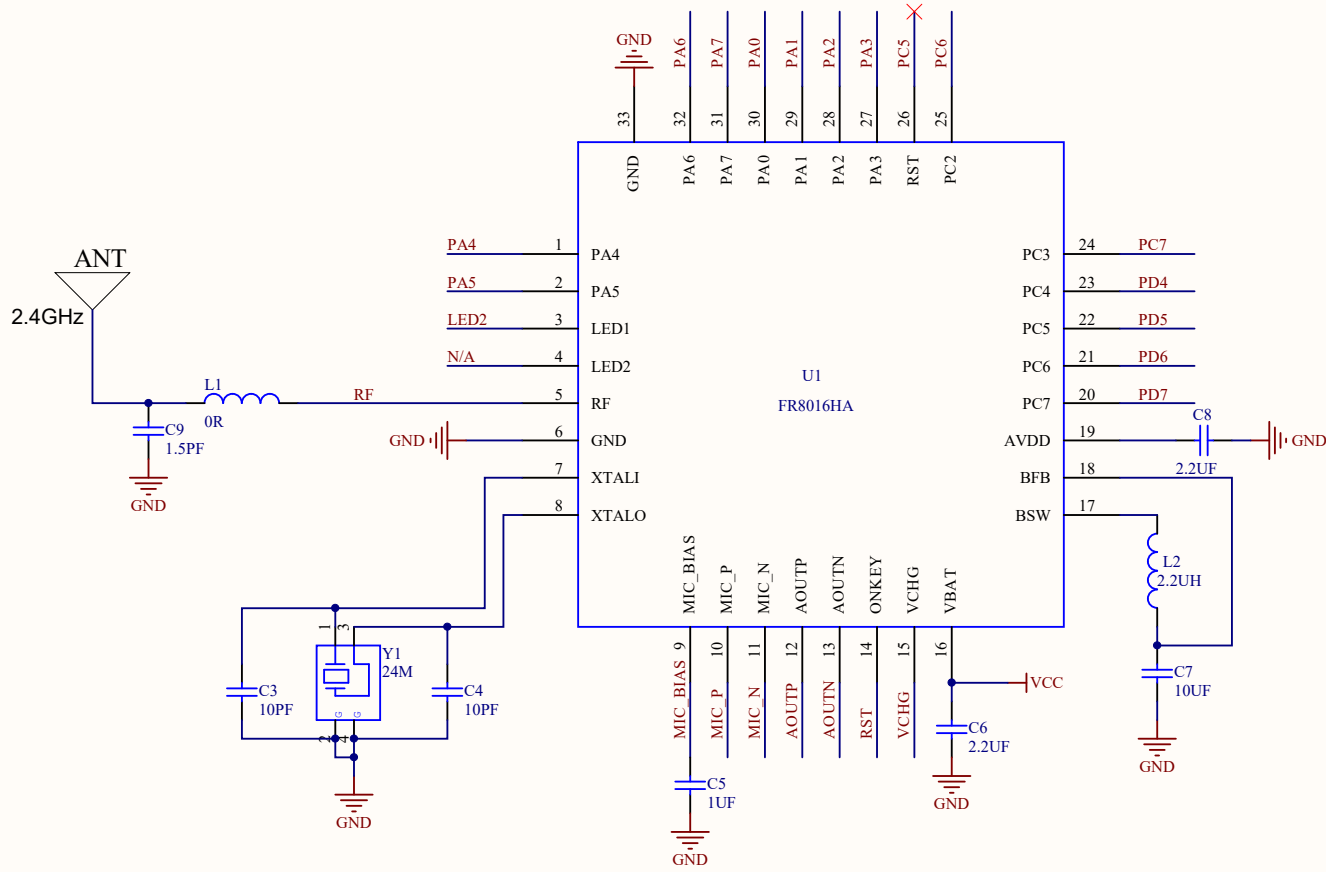 GND
PA6
PA7
PA0
PA1
PA2
PA3
PC5
PC6
33
32
31
30
29
28
27
26
25
GND
PA6
PA7
PA0
PA1
PA2
PA3
RST
PC2
ANT
2.4GHz
PA4 1 PA4
PA5 2 PA5
LED2 3 LED1
N/A 4 LED2
L1
0R
RF 5 RF
C9
1.5PF
GND
GND 6 GND
7 XTALI
8 XTALO
U1
FR8016HA
PC3 24 PC7
PC4 23 PD4
PC5 22 PD5
PC6 21 PD6
PC7 20 PD7
AVDD 19
C8
2.2UF
GND
BFB 18
BSW 17
L2
2.2UH
C7
10UF
GND
MIC_BIAS
MIC_P
MIC_N
AOUTP
AOUTN
ONKEY
VCHG
VBAT
9
10
11
12
13
14
15
16
MIC_BIAS
MIC_P
MIC_N
AOUTP
AOUTN
RST
VCHG
VCC
C6
2.2UF
GND
C5
1UF
GND
1
3
Y1
24M
C3
10PF
C4
10PF
G
G
2
4
GND